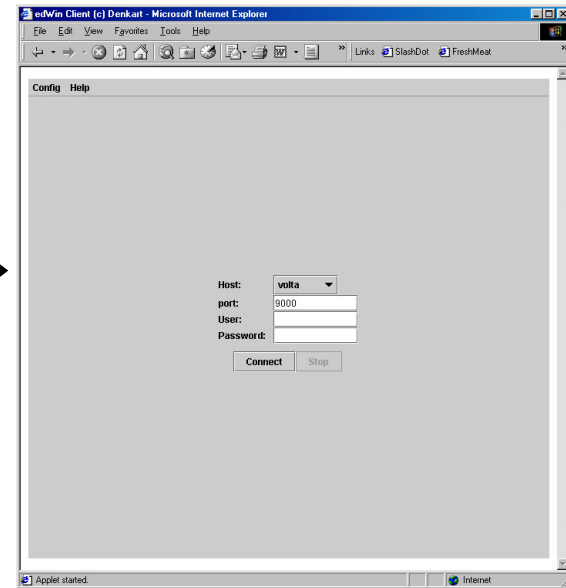 edWin Client (c) Denkart - Microsoft Internet Explorer
File Edit View Favorites Tools Help
» Links SlashDot FreshMeat »
Config Help
Host: volta
port: 9000
User:
Password:
Connect Stop
Applet started. Internet